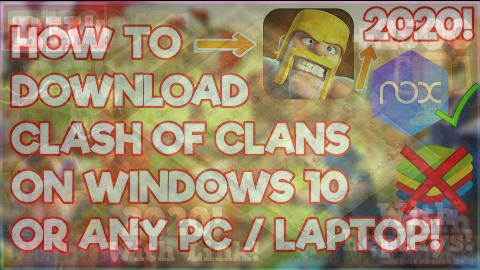 2020!
HOW TO
DOWNLOAD
nox
CLASH OF CLANS
ON WINDOWS 10
OR ANY PC / LAPTOP!